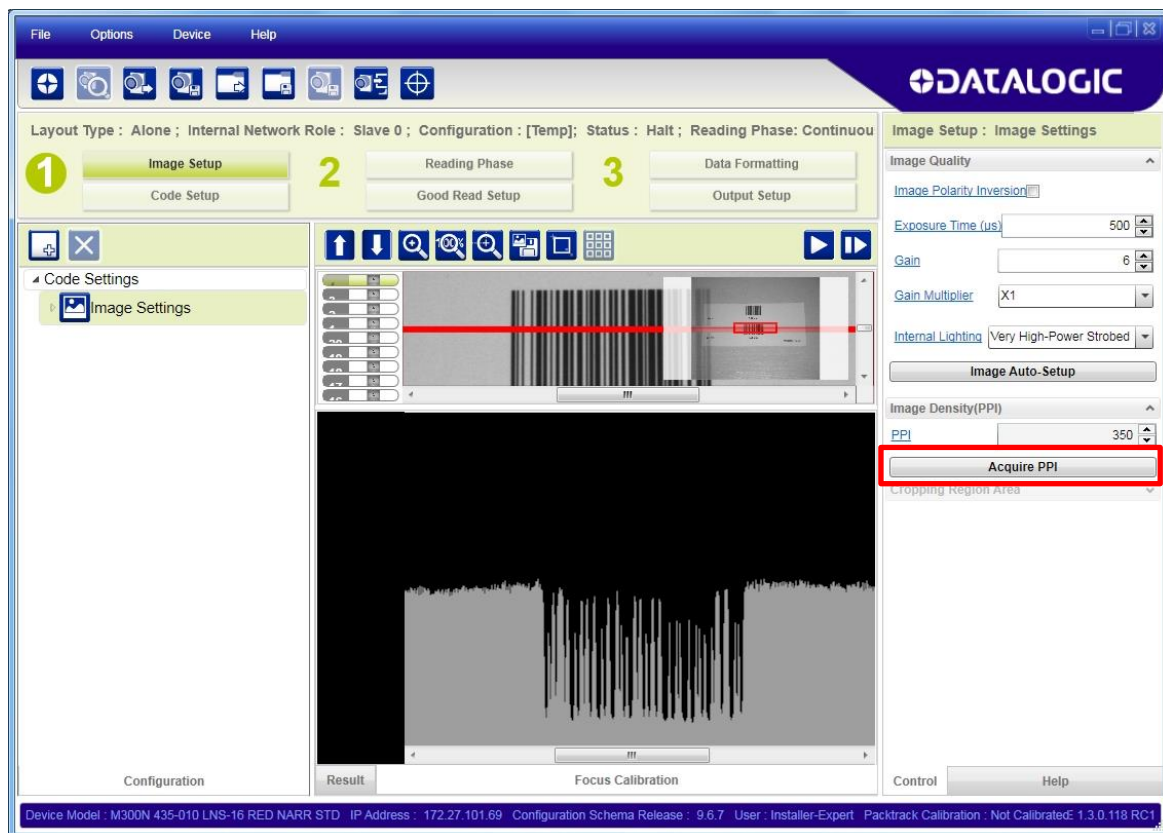 File Options Device Help
DATALOGIC
Layout Type : Alone ; Internal Network Role : Slave 0 ; Configuration : [Temp]; Status : Halt ; Reading Phase: Continuou
1 Image Setup 2 Reading Phase 3 Data Formatting
Code Setup Good Read Setup Output Setup
100%
Code Settings
Image Settings
Configuration
Result Focus Calibration
Image Setup : Image Settings
Image Quality
Image Polarity Inversion
Exposure Time (µs) 500
Gain 6
Gain Multiplier X1
Internal Lighting Very High-Power Strobed
Image Auto-Setup
Image Density(PPI)
PPI 350
Acquire PPI
Cropping Region Area
Control Help
Device Model : M300N 435-010 LNS-16 RED NARR STD IP Address : 172.27.101.69 Configuration Schema Release : 9.6.7 User : Installer-Expert Packtrack Calibration : Not Calibrated 1.3.0.118 RC1